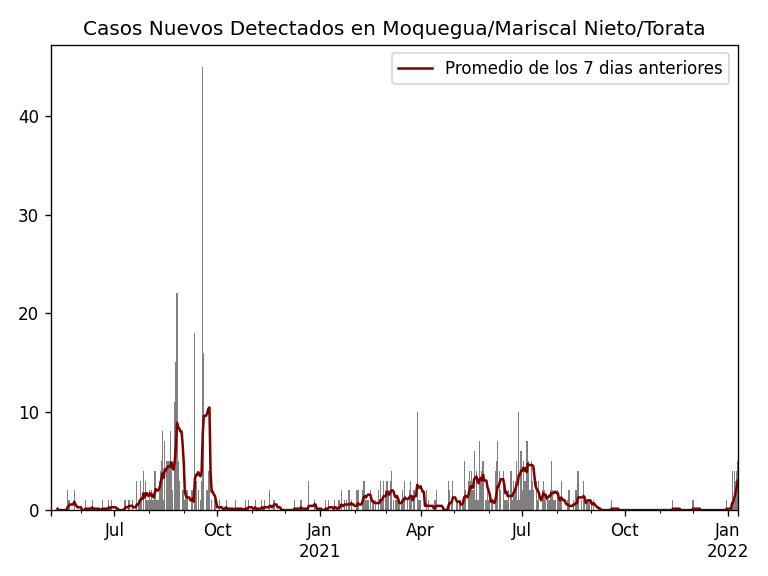 Casos Nuevos Detectados en Moquegua/Mariscal Nieto/Torata
Promedio de los 7 dias anteriores
40
30
20
10
0
Jul
Oct
Jan
Apr
Jul
Oct
Jan
2021
2022